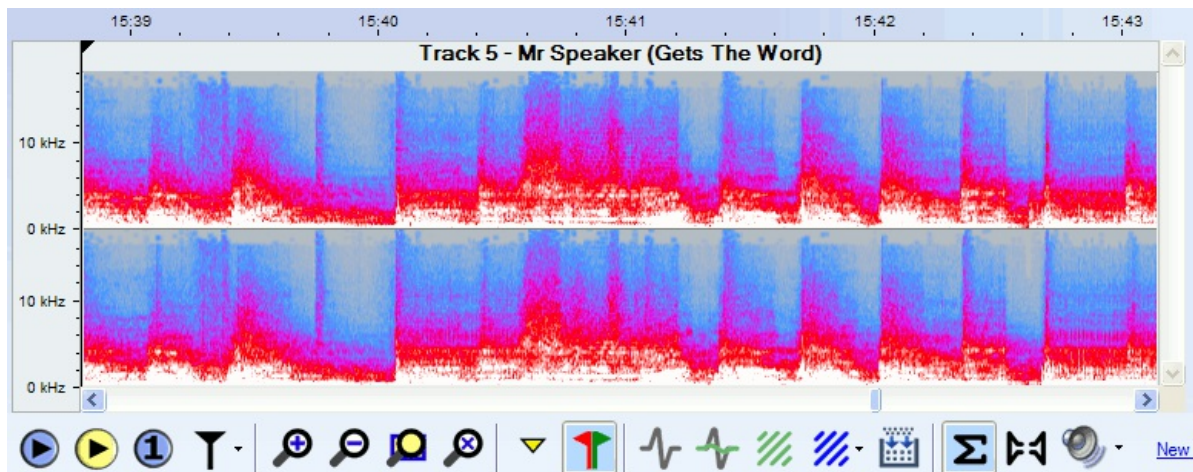 15:39 15:40 15:41 15:42 15:43
Track 5 - Mr Speaker (Gets The Word)
10 kHz
0 kHz
10 kHz
0 kHz
1 Σ New